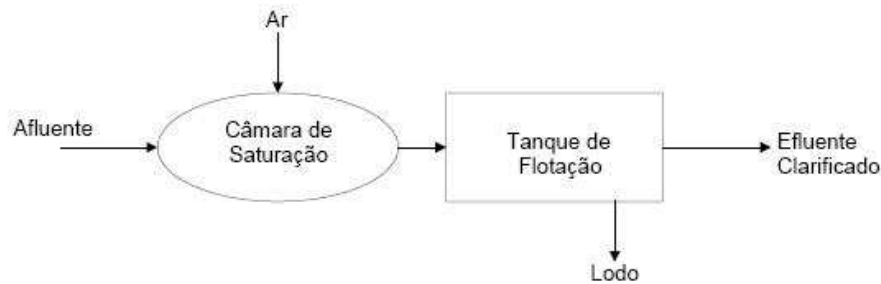 Ar
Afluente
Câmara de
Saturação
Tanque de
Flotação
Efluente
Clarificado
Lodo